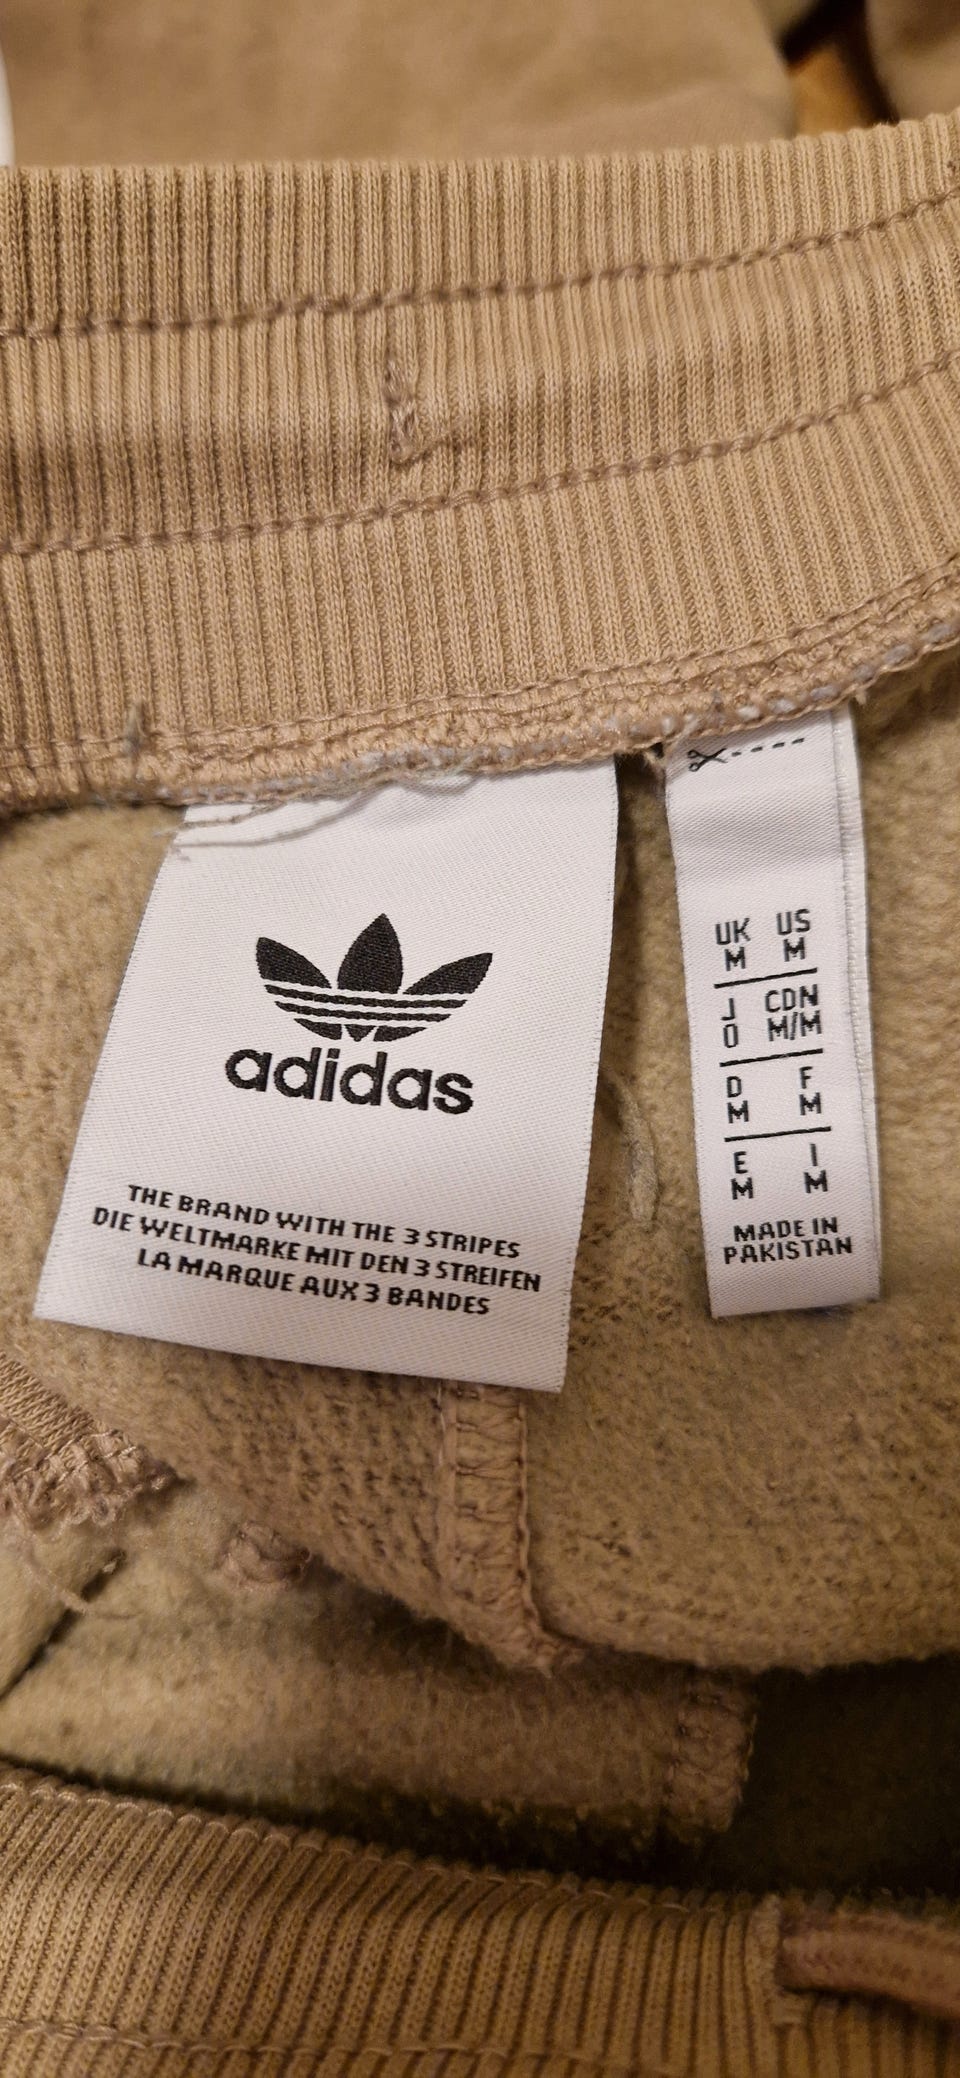 adidas
THE BRAND WITH THE 3 STRIPES
DIE WELTMARKE MIT DEN 3 STREIFEN
LA MARQUE AUX 3 BANDES
UK US
M M
J CDN
O M/M
D F
M M
E I
M M
MADE IN
PAKISTAN